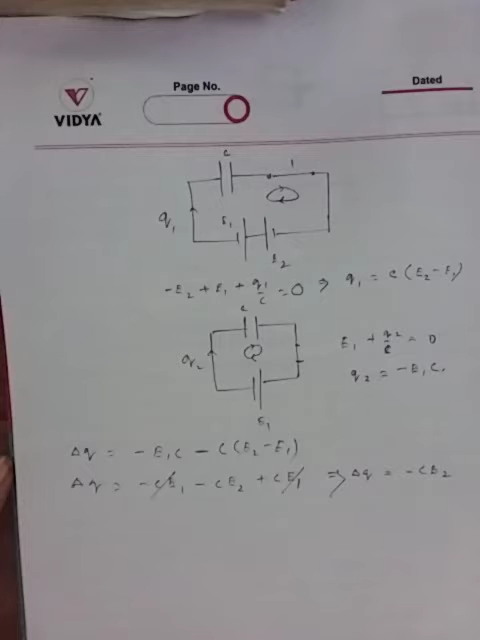 Page No.
Dated
VIDYA
C
1
q₁
E₁
E₂
-E₂ + E₁ + q₁/C = 0 ⇒ q₁ = C (E₂ - E₁)
C
q₂
E₁ + q₂/C = 0
q₂ = -E₁C.
E₁
Δq = -E₁C - C (E₂ - E₁)
Δq = -CE₁ - CE₂ + CE₁ ⇒ Δq = -CE₂